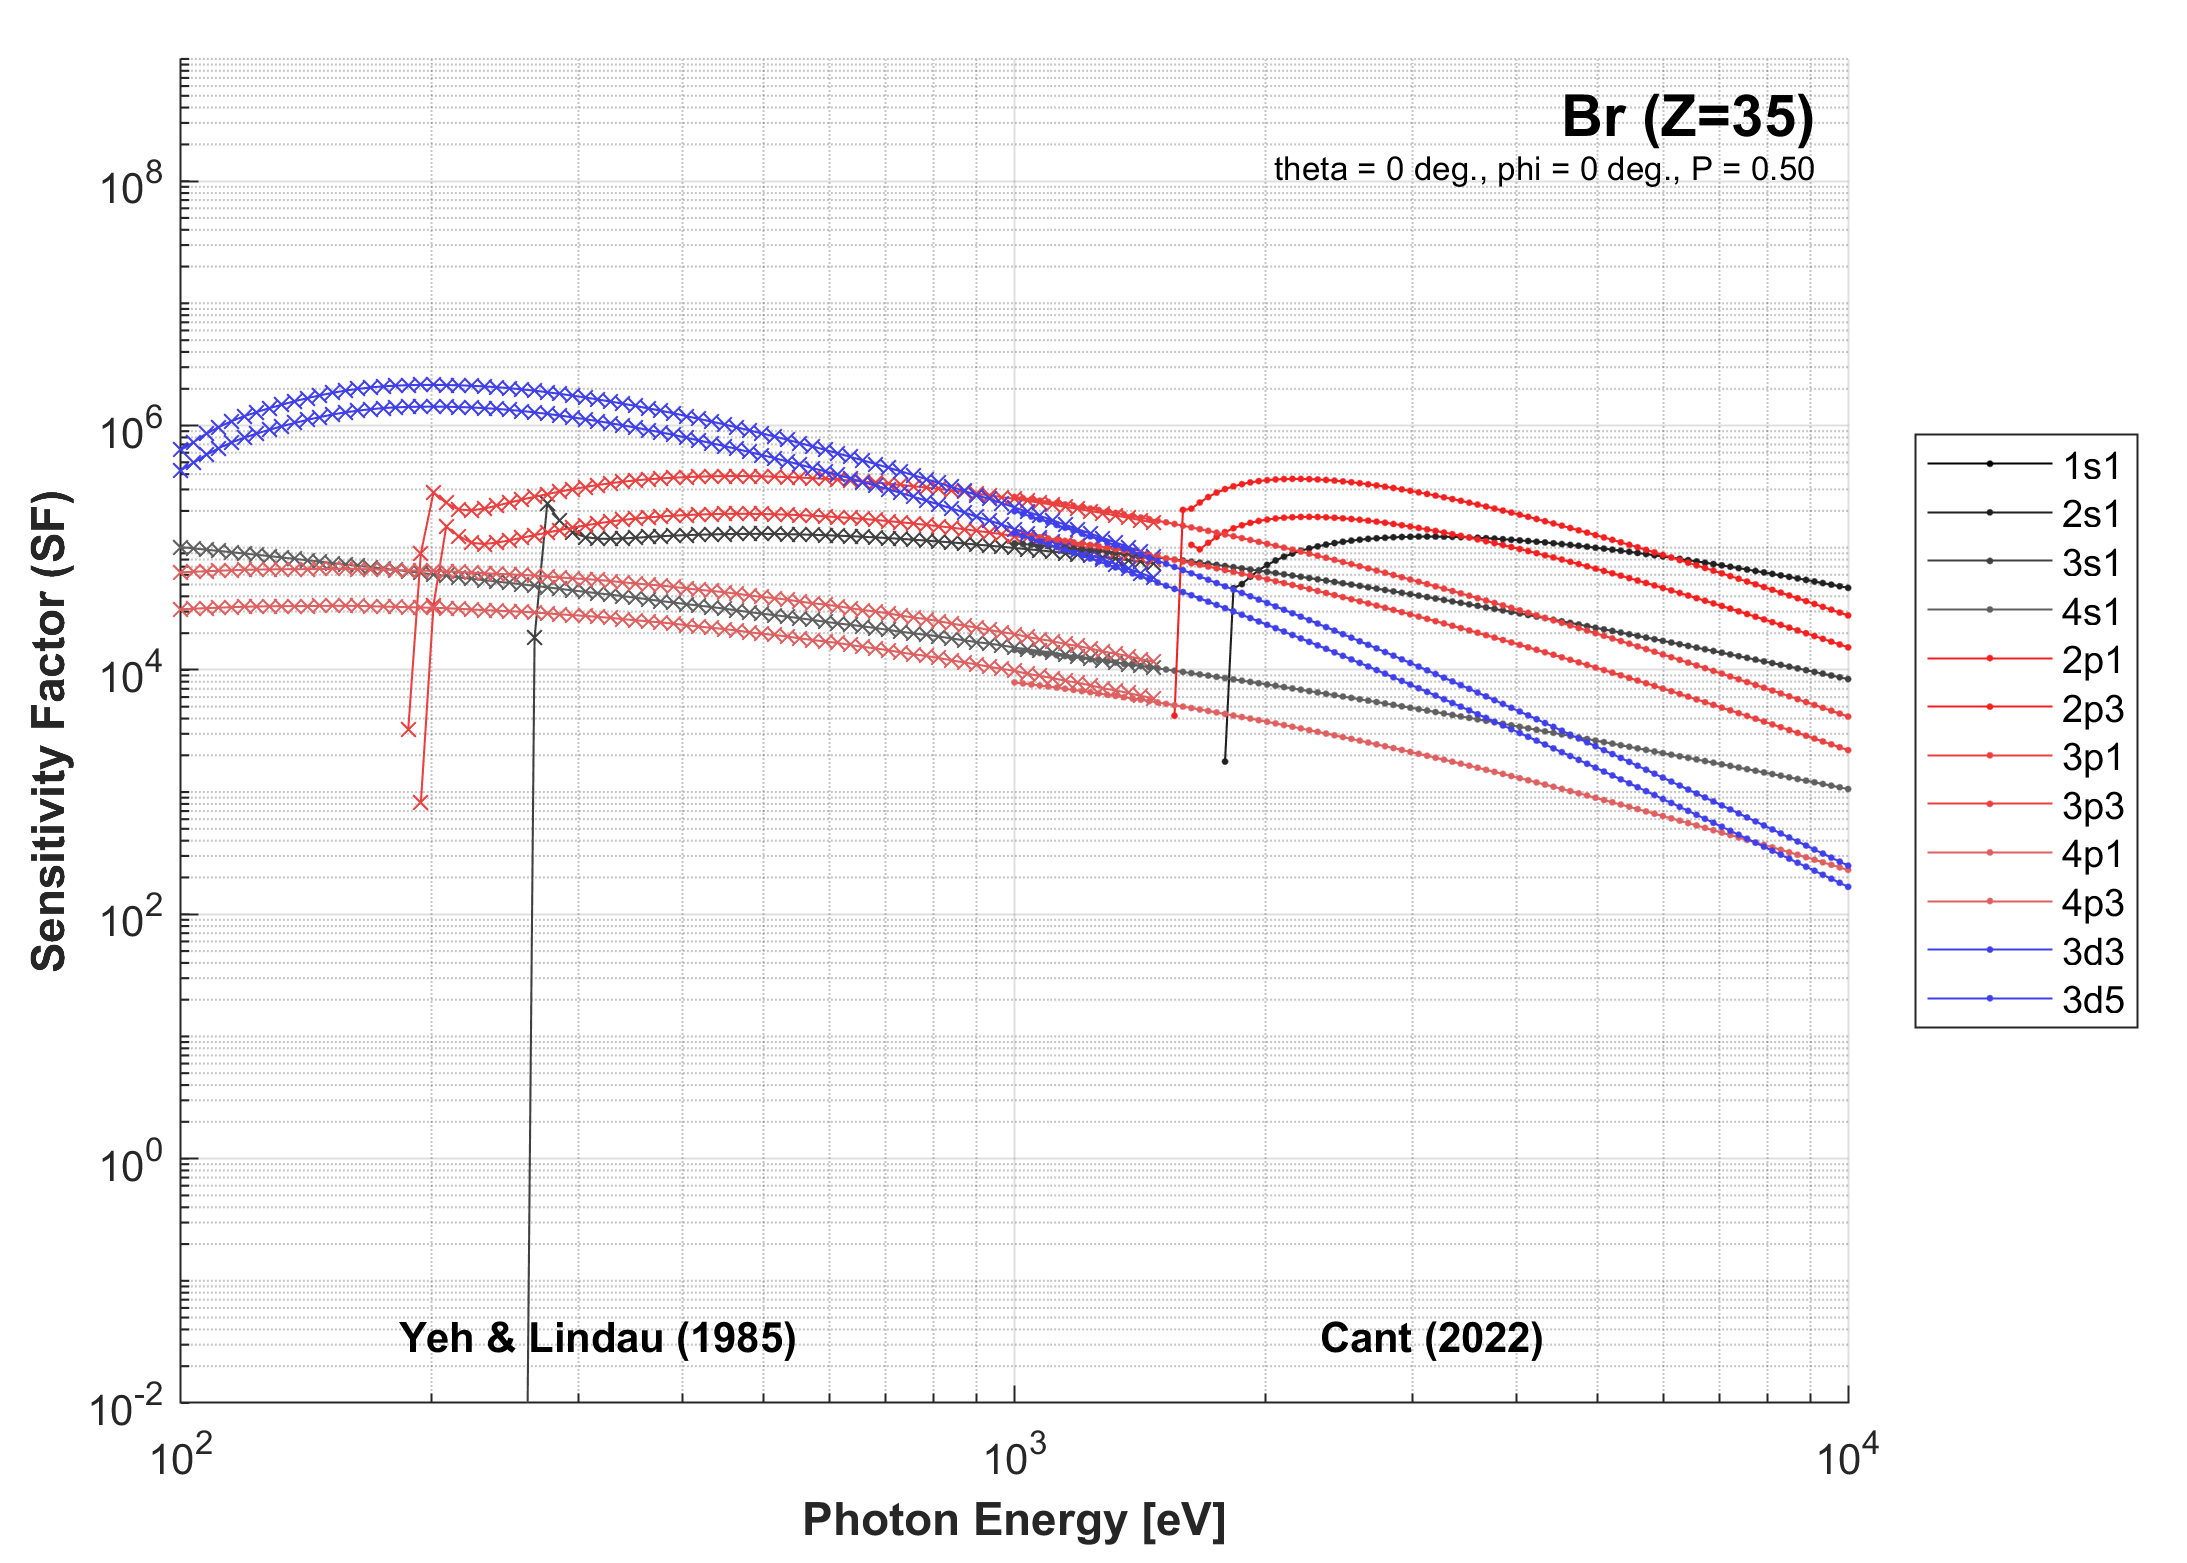 Br (Z=35)
theta = 0 deg., phi = 0 deg., P = 0.50
Sensitivity Factor (SF)
10^8
10^6
10^4
10^2
10^0
10^-2
10^2
10^3
10^4
Photon Energy [eV]
Yeh & Lindau (1985)
Cant (2022)
1s1
2s1
3s1
4s1
2p1
2p3
3p1
3p3
4p1
4p3
3d3
3d5